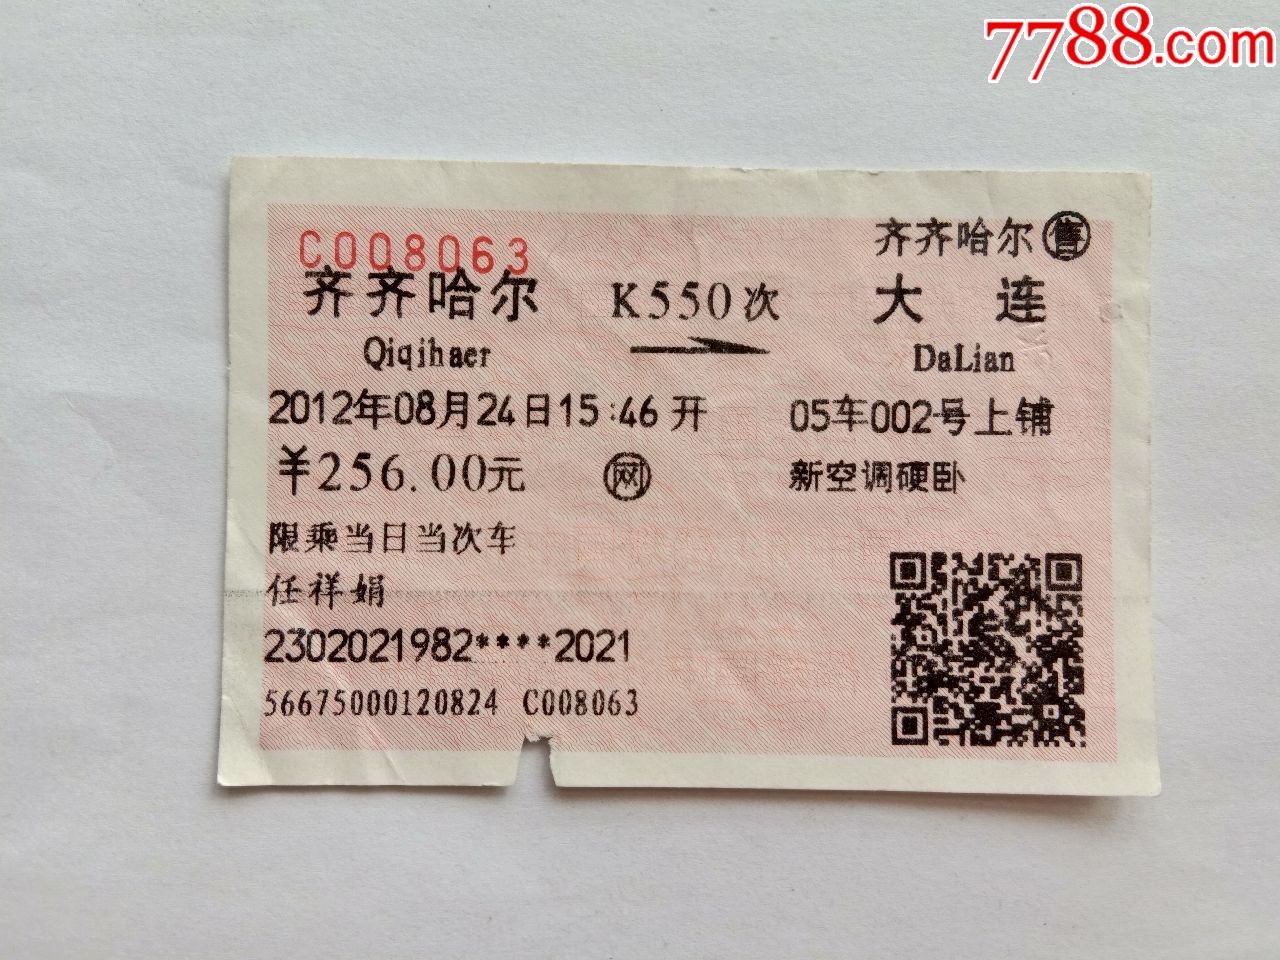 7788.com
C008063
齐齐哈尔 售
齐齐哈尔 K550次 大连
Qiqihaer DaLian
2012年08月24日15:46开 05车002号上铺
¥256.00元 网 新空调硬卧
限乘当日当次车
任祥娟
2302021982****2021
56675000120824 C008063